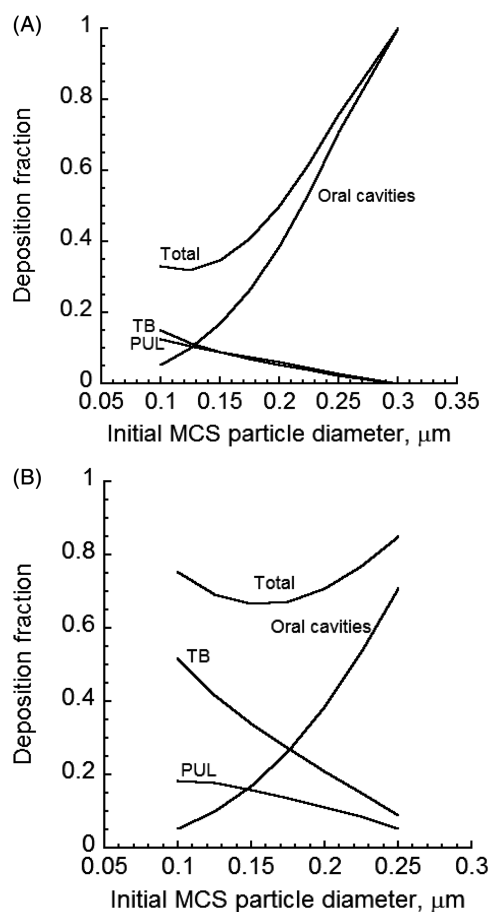 (A)
1
0.8
0.6
0.4
0.2
0
Deposition fraction
Total
Oral cavities
TB
PUL
0.05 0.1 0.15 0.2 0.25 0.3 0.35
Initial MCS particle diameter, μm
(B)
1
0.8
0.6
0.4
0.2
0
Deposition fraction
Total
Oral cavities
TB
PUL
0.05 0.1 0.15 0.2 0.25 0.3
Initial MCS particle diameter, μm